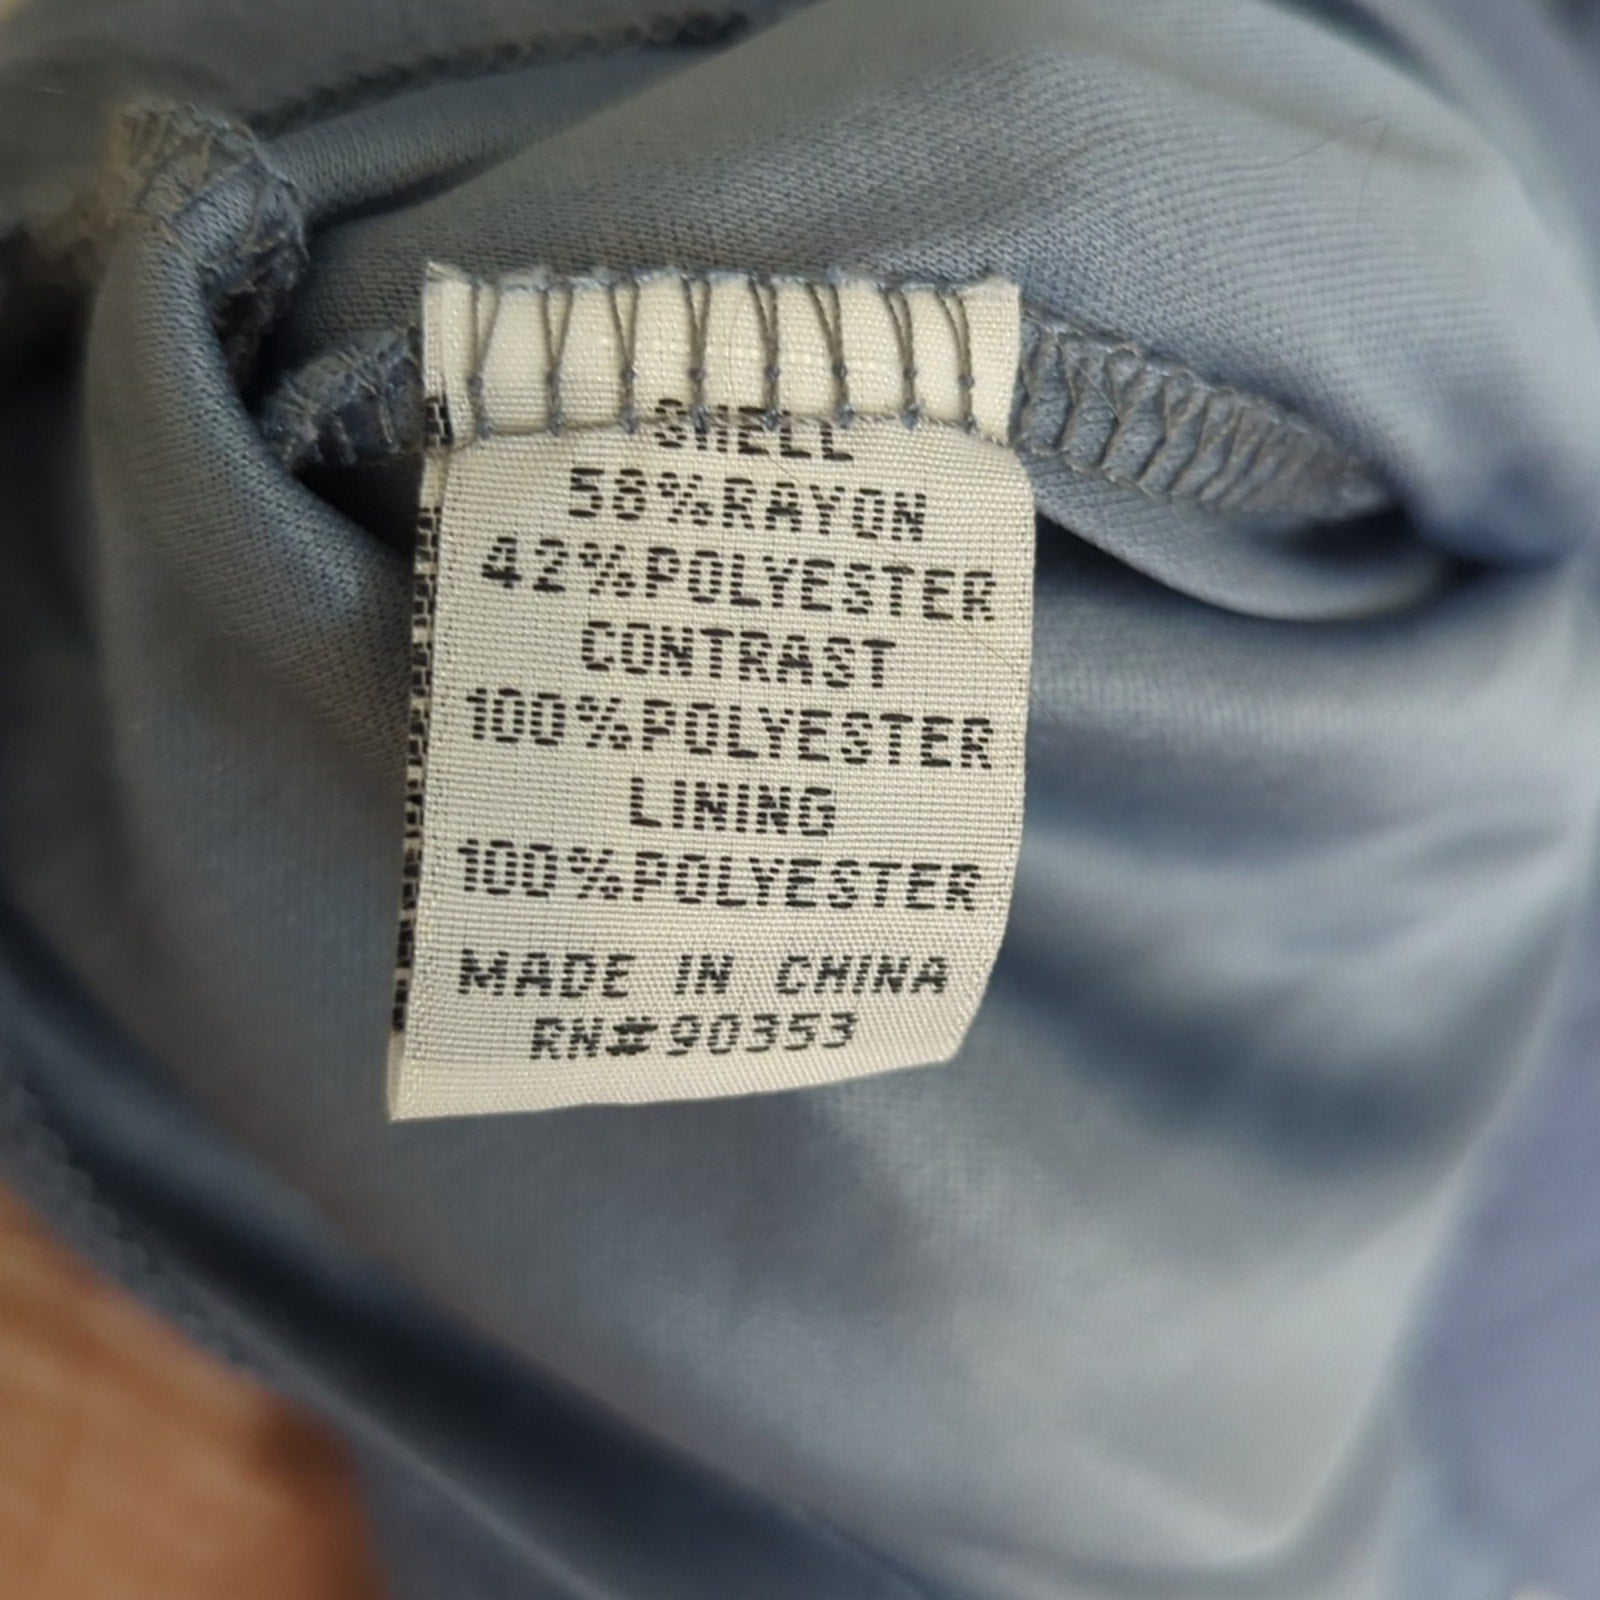 SHELL
58%RAYON
42%POLYESTER
CONTRAST
100%POLYESTER
LINING
100%POLYESTER
MADE IN CHINA
RN#90353